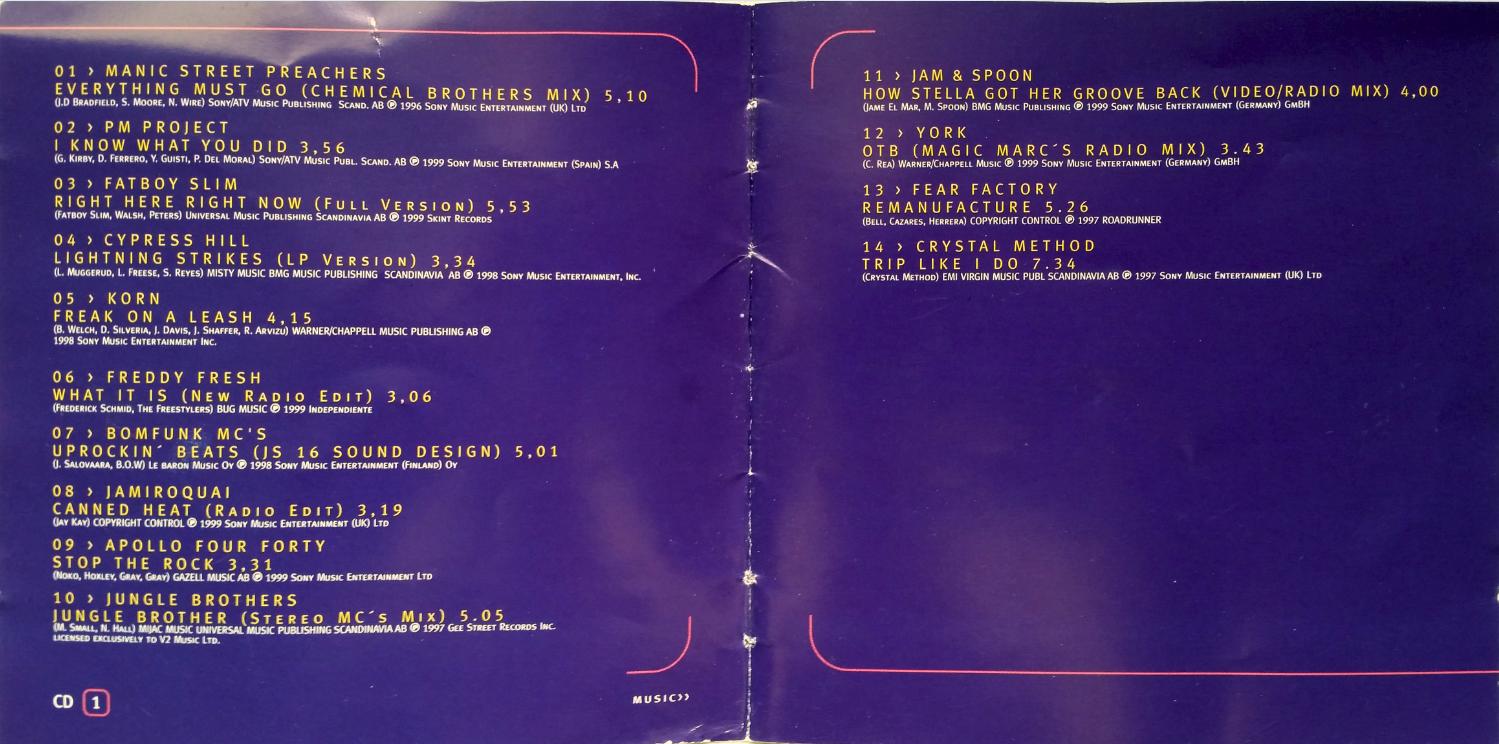 01 › MANIC STREET PREACHERS
EVERYTHING MUST GO (CHEMICAL BROTHERS MIX) 5,10
(J.D BRADFIELD, S. MOORE, N. WIRE) SONY/ATV MUSIC PUBLISHING SCAND. AB ℗ 1996 SONY MUSIC ENTERTAINMENT (UK) LTD
02 › PM PROJECT
I KNOW WHAT YOU DID 3,56
(G. KIRBY, D. FERRERO, Y. GUISTI, P. DEL MORAL) SONY/ATV MUSIC PUBL. SCAND. AB ℗ 1999 SONY MUSIC ENTERTAINMENT (SPAIN) S.A
03 › FATBOY SLIM
RIGHT HERE RIGHT NOW (FULL VERSION) 5,53
(FATBOY SLIM, WALSH, PETERS) UNIVERSAL MUSIC PUBLISHING SCANDINAVIA AB ℗ 1999 SKINT RECORDS
04 › CYPRESS HILL
LIGHTNING STRIKES (LP VERSION) 3,34
(L. MUGGERUD, L. FREESE, S. REYES) MISTY MUSIC BMG MUSIC PUBLISHING SCANDINAVIA AB ℗ 1998 SONY MUSIC ENTERTAINMENT, INC.
05 › KORN
FREAK ON A LEASH 4,15
(B. WELCH, D. SILVERIA, J. DAVIS, J. SHAFFER, R. ARVIZU) WARNER/CHAPPELL MUSIC PUBLISHING AB ℗
1998 SONY MUSIC ENTERTAINMENT INC.
06 › FREDDY FRESH
WHAT IT IS (NEW RADIO EDIT) 3,06
(FREDERICK SCHMID, THE FREESTYLERS) BUG MUSIC ℗ 1999 INDEPENDIENTE
07 › BOMFUNK MC'S
UPROCKIN´ BEATS (JS 16 SOUND DESIGN) 5,01
(J. SALOVAARA, B.O.W) LE BARON MUSIC OY ℗ 1998 SONY MUSIC ENTERTAINMENT (FINLAND) OY
08 › JAMIROQUAI
CANNED HEAT (RADIO EDIT) 3,19
(JAY KAY) COPYRIGHT CONTROL ℗ 1999 SONY MUSIC ENTERTAINMENT (UK) LTD
09 › APOLLO FOUR FORTY
STOP THE ROCK 3,31
(NOKO, HOXLEY, GRAY, GRAY) GAZELL MUSIC AB ℗ 1999 SONY MUSIC ENTERTAINMENT LTD
10 › JUNGLE BROTHERS
JUNGLE BROTHER (STEREO MC´S MIX) 5.05
(M. SMALL, N. HALL) MIJAC MUSIC UNIVERSAL MUSIC PUBLISHING SCANDINAVIA AB ℗ 1997 GEE STREET RECORDS INC.
LICENSED EXCLUSIVELY TO V2 MUSIC LTD.
CD 1
MUSIC››
11 › JAM & SPOON
HOW STELLA GOT HER GROOVE BACK (VIDEO/RADIO MIX) 4,00
(JAME EL MAR, M. SPOON) BMG MUSIC PUBLISHING ℗ 1999 SONY MUSIC ENTERTAINMENT (GERMANY) GMBH
12 › YORK
OTB (MAGIC MARC´S RADIO MIX) 3.43
(C. REA) WARNER/CHAPPELL MUSIC ℗ 1999 SONY MUSIC ENTERTAINMENT (GERMANY) GMBH
13 › FEAR FACTORY
REMANUFACTURE 5.26
(BELL, CAZARES, HERRERA) COPYRIGHT CONTROL ℗ 1997 ROADRUNNER
14 › CRYSTAL METHOD
TRIP LIKE I DO 7.34
(CRYSTAL METHOD) EMI VIRGIN MUSIC PUBL SCANDINAVIA AB ℗ 1997 SONY MUSIC ENTERTAINMENT (UK) LTD